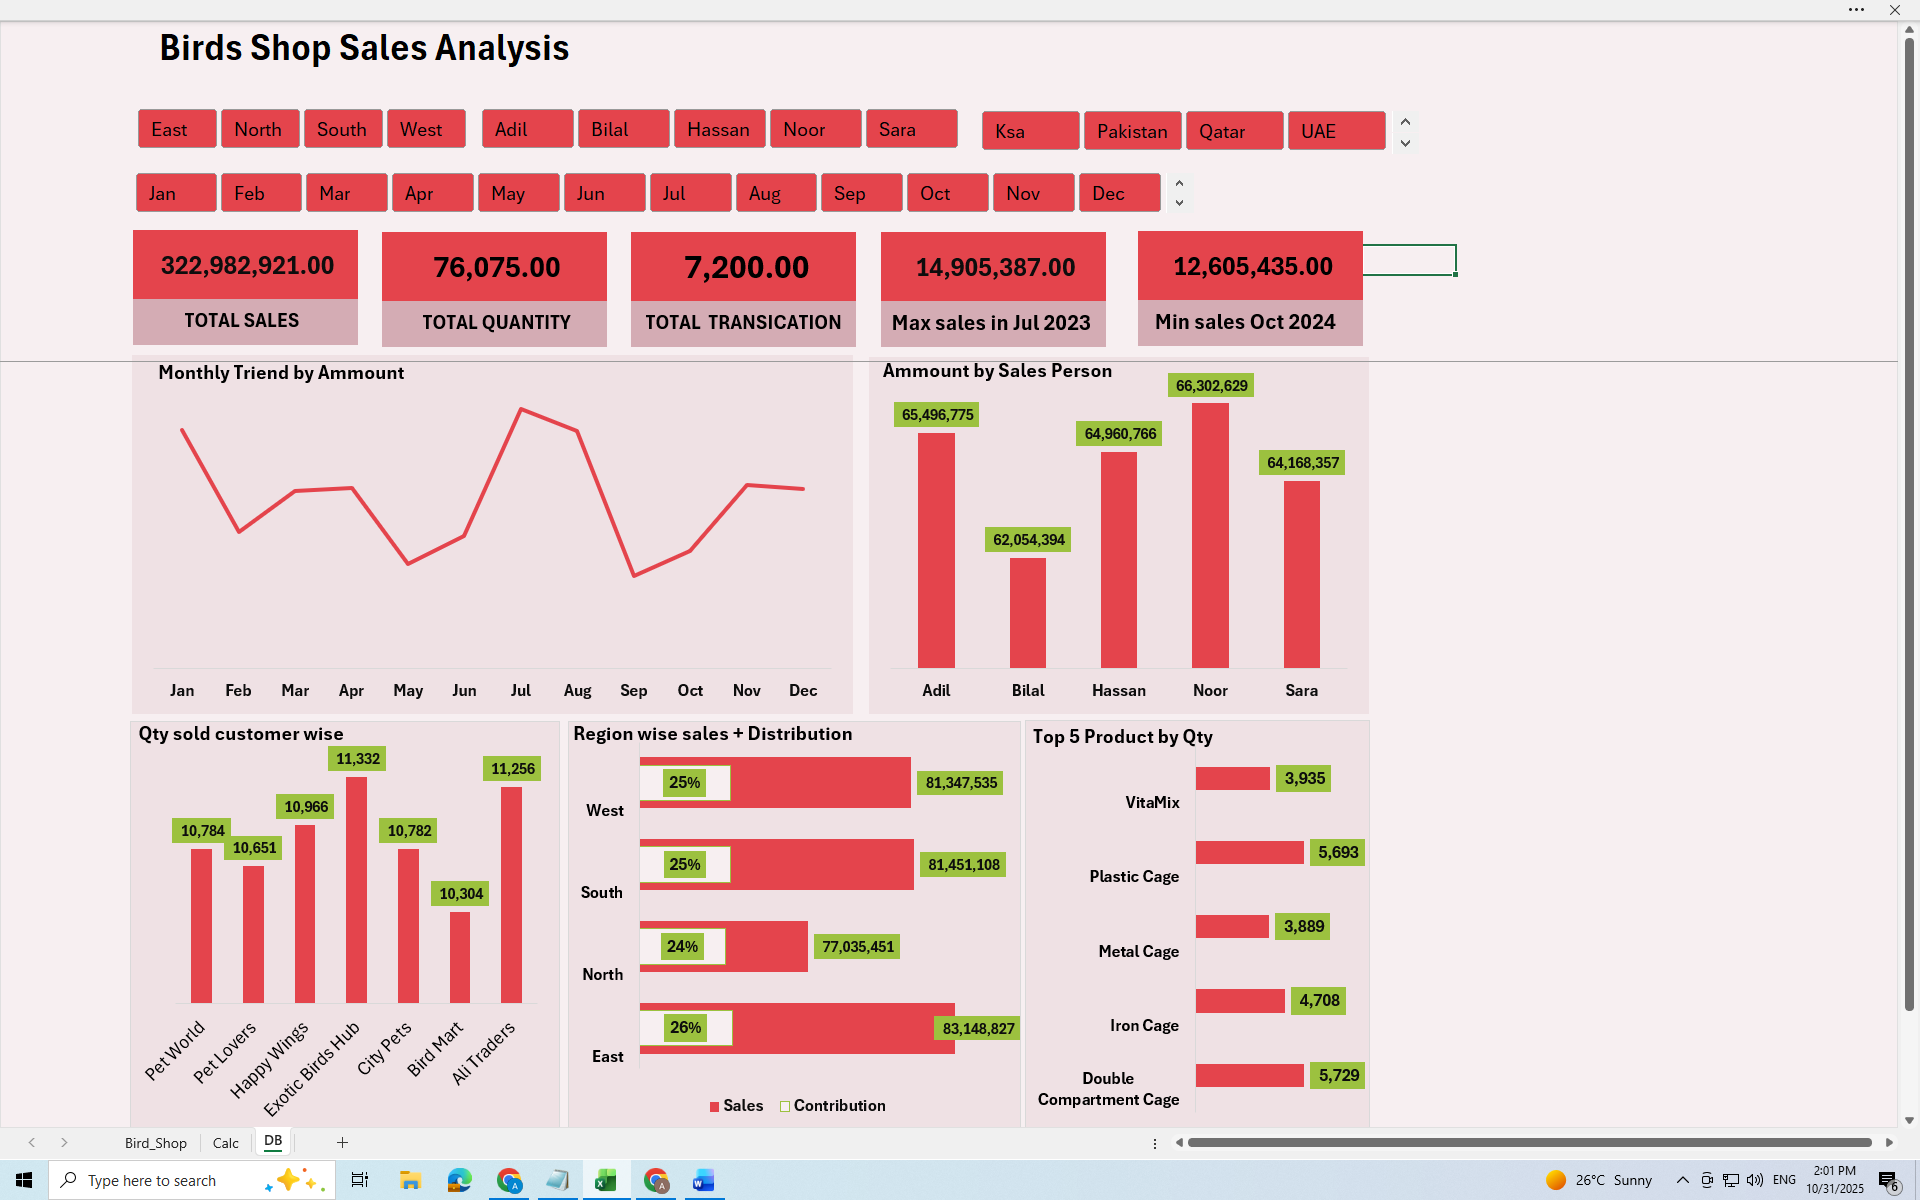 Birds Shop Sales Analysis
East North South West Adil Bilal Hassan Noor Sara Ksa Pakistan Qatar UAE
Jan Feb Mar Apr May Jun Jul Aug Sep Oct Nov Dec
322,982,921.00 76,075.00 7,200.00 14,905,387.00 12,605,435.00
TOTAL SALES TOTAL QUANTITY TOTAL TRANSICATION Max sales in Jul 2023 Min sales Oct 2024
Monthly Triend by Ammount
Jan Feb Mar Apr May Jun Jul Aug Sep Oct Nov Dec
Ammount by Sales Person
65,496,775 62,054,394 64,960,766 66,302,629 64,168,357
Adil Bilal Hassan Noor Sara
Qty sold customer wise
10,784 10,651 10,966 11,332 10,782 10,304 11,256
Pet World Pet Lovers Happy Wings Exotic Birds Hub City Pets Bird Mart Ali Traders
Region wise sales + Distribution
25% 81,347,535
West
25% 81,451,108
South
24% 77,035,451
North
26% 83,148,827
East
Sales Contribution
Top 5 Product by Qty
3,935
VitaMix
5,693
Plastic Cage
3,889
Metal Cage
4,708
Iron Cage
5,729
Double
Compartment Cage
Bird_Shop Calc DB
Type here to search
26°C Sunny
ENG
2:01 PM
10/31/2025
6